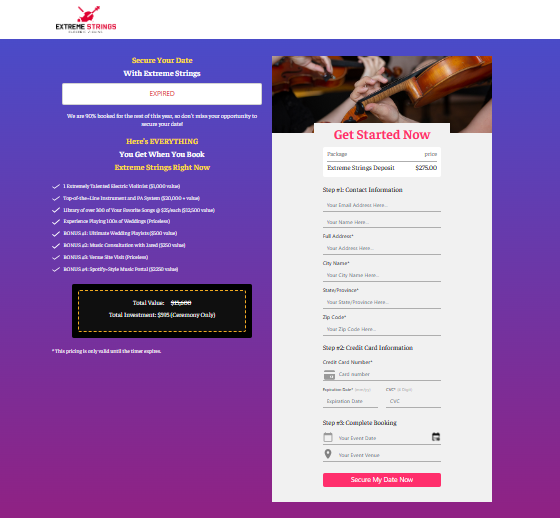 EXTREME STRINGS
Secure Your Date
With Extreme Strings
EXPIRED
We are 90% booked for the rest of this year, so don't miss your opportunity to
secure your date!
Here's EVERYTHING
You Get When You Book
Extreme Strings Right Now
1 Extremely Talented Electric Violinist ($1,000 value)
Top-of-the-Line Instrument and PA System ($20,000 + value)
Library of over 300 of Your Favorite Songs @ $35/each ($12,500 value)
Experience Playing 100s of Weddings (Priceless)
BONUS #1: Ultimate Wedding Playlists ($500 value)
BONUS #2: Music Consultation with Jared ($250 value)
BONUS #3: Venue Site Visit (Priceless)
BONUS #4: Spotify-Style Music Portal ($2250 value)
Total Value:
Total Investment: $595 (Ceremony Only)
* This pricing is only valid until the timer expires.
Get Started Now
Package price
Extreme Strings Deposit $275.00
Step #1: Contact Information
Your Email Address Here...
Your Name Here...
Full Address*
Your Address Here...
City Name*
Your City Name Here...
State/Province*
Your State/Province Here...
Zip Code*
Your Zip Code Here...
Step #2: Credit Card Information
Credit Card Number*
Card number
Expiration Date* CVC*
Expiration Date CVC
Step #3: Complete Booking
Your Event Date
Your Event Venue
Secure My Date Now